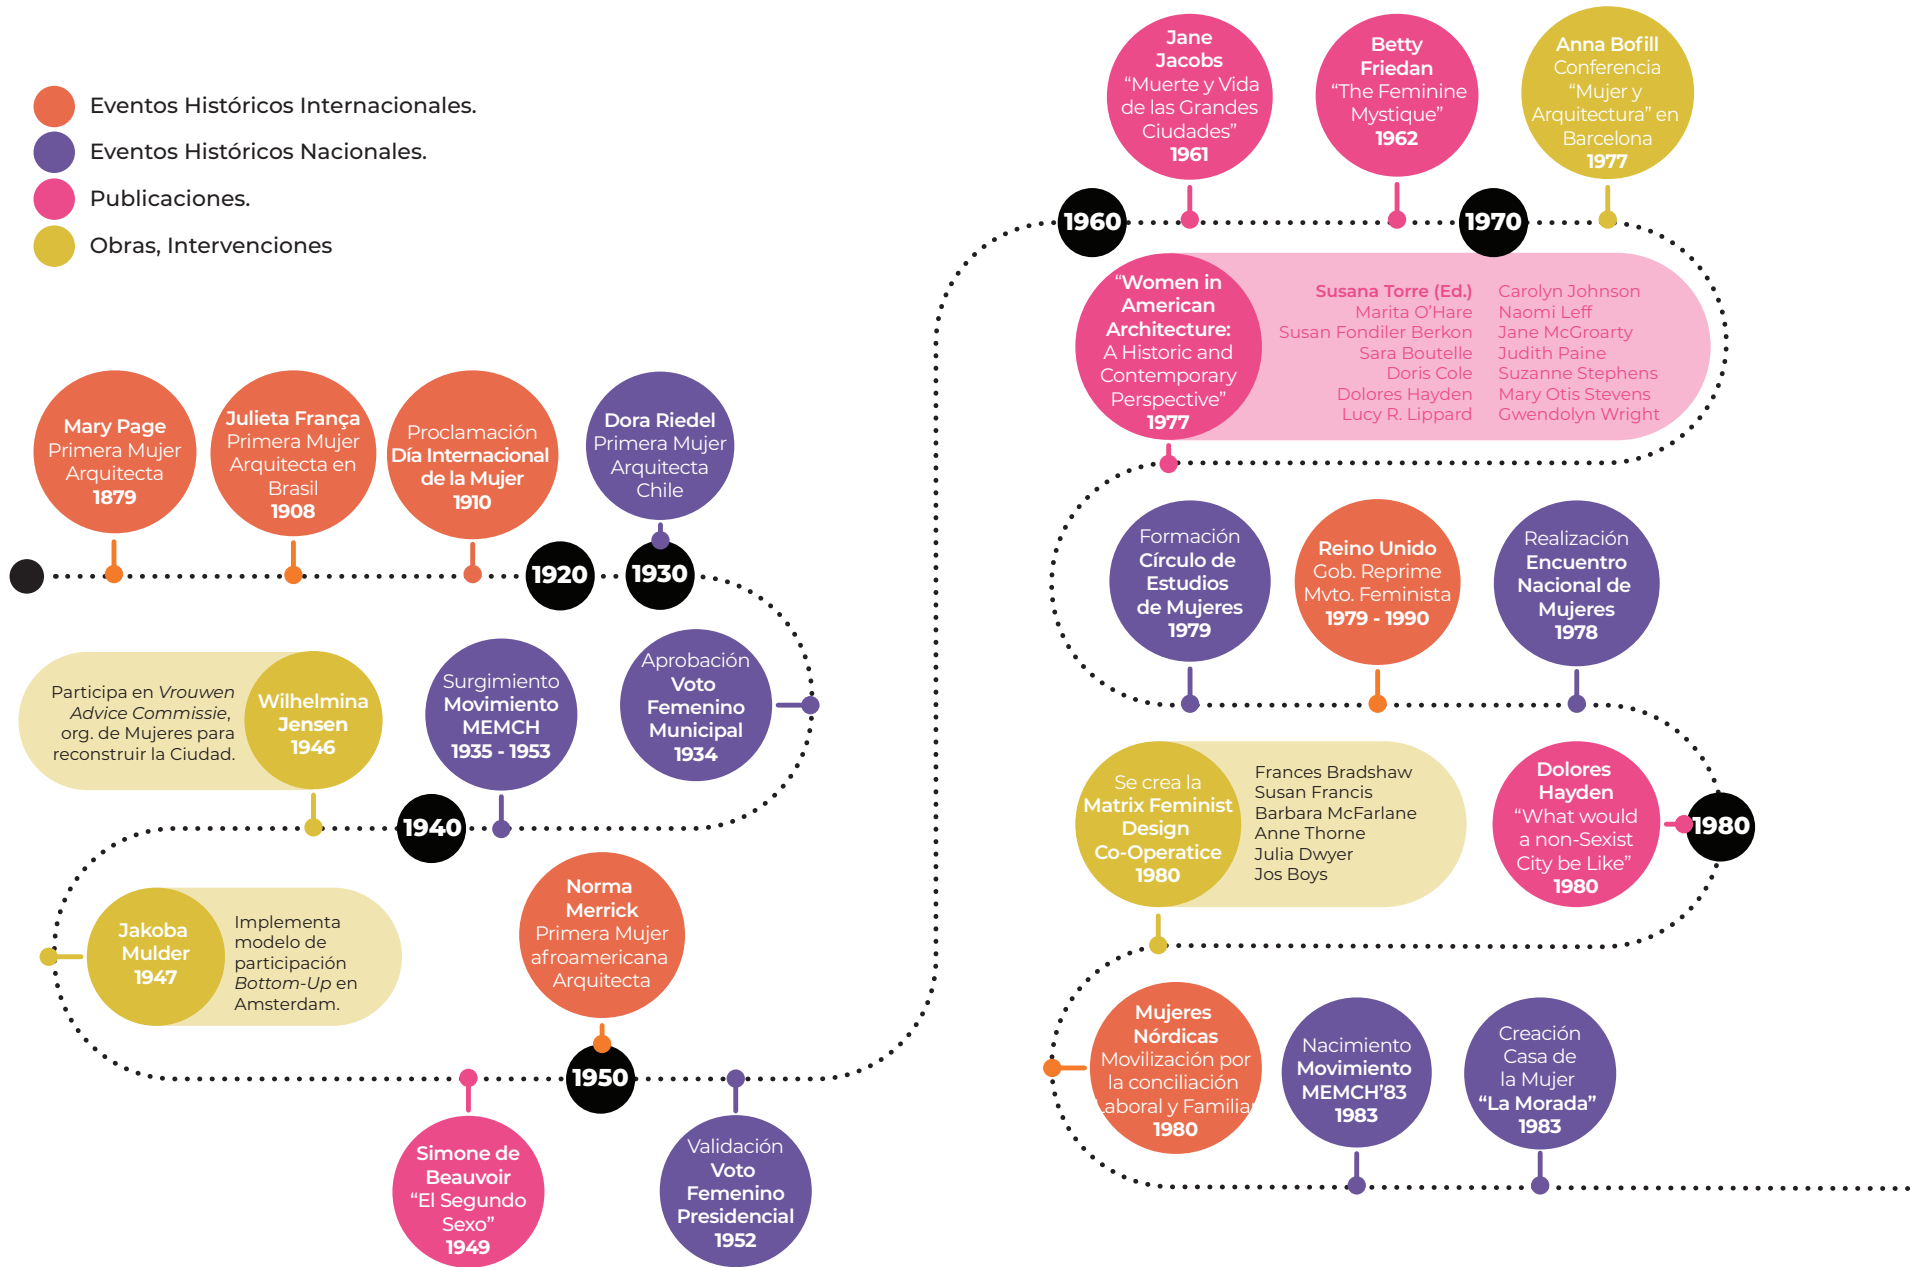 Eventos Históricos Internacionales.
Eventos Históricos Nacionales.
Publicaciones.
Obras, Intervenciones
Mary Page
Primera Mujer
Arquitecta
1879
Julieta França
Primera Mujer
Arquitecta en
Brasil
1908
Proclamación
Día Internacional
de la Mujer
1910
1920
Dora Riedel
Primera Mujer
Arquitecta
Chile
1930
Aprobación
Voto
Femenino
Municipal
1934
Surgimiento
Movimiento
MEMCH
1935 - 1953
1940
Wilhelmina
Jensen
1946
Participa en Vrouwen
Advice Commissie,
org. de Mujeres para
reconstruir la Ciudad.
Jakoba
Mulder
1947
Implementa
modelo de
participación
Bottom-Up en
Amsterdam.
Simone de
Beauvoir
“El Segundo
Sexo”
1949
Norma
Merrick
Primera Mujer
afroamericana
Arquitecta
1950
Validación
Voto
Femenino
Presidencial
1952
1960
Jane
Jacobs
“Muerte y Vida
de las Grandes
Ciudades”
1961
Betty
Friedan
“The Feminine
Mystique”
1962
1970
Anna Bofill
Conferencia
“Mujer y
Arquitectura” en
Barcelona
1977
“Women in
American
Architecture:
A Historic and
Contemporary
Perspective”
1977
Susana Torre (Ed.)
Marita O’Hare
Susan Fondiler Berkon
Sara Boutelle
Doris Cole
Dolores Hayden
Lucy R. Lippard
Carolyn Johnson
Naomi Leff
Jane McGroarty
Judith Paine
Suzanne Stephens
Mary Otis Stevens
Gwendolyn Wright
Formación
Círculo de
Estudios
de Mujeres
1979
Reino Unido
Gob. Reprime
Mvto. Feminista
1979 - 1990
Realización
Encuentro
Nacional de
Mujeres
1978
1980
Dolores
Hayden
“What would
a non-Sexist
City be Like”
1980
Se crea la
Matrix Feminist
Design
Co-Operatice
1980
Frances Bradshaw
Susan Francis
Barbara McFarlane
Anne Thorne
Julia Dwyer
Jos Boys
Mujeres
Nórdicas
Movilización por
la conciliación
Laboral y Familiar
1980
Nacimiento
Movimiento
MEMCH’83
1983
Creación
Casa de
la Mujer
“La Morada”
1983